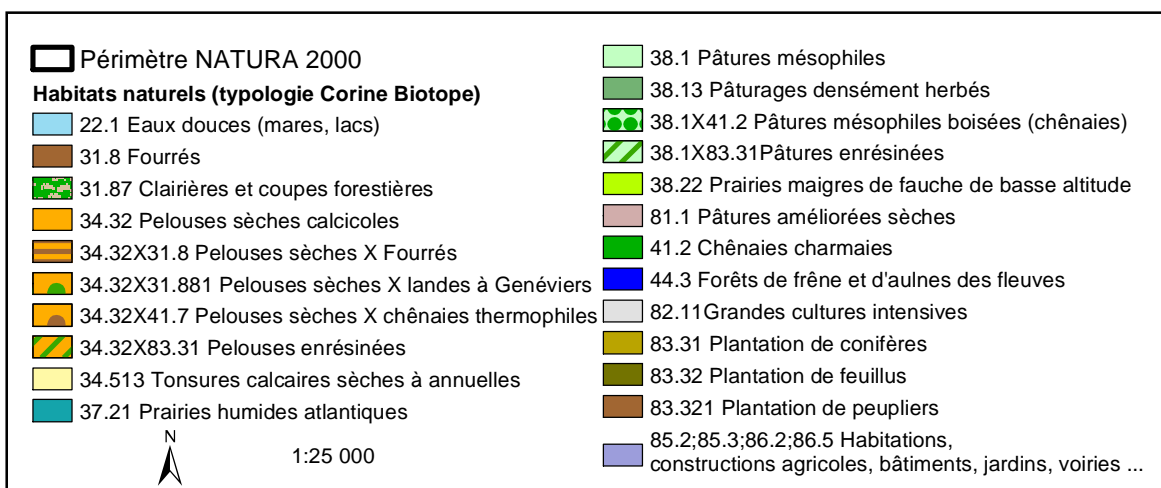 Périmètre NATURA 2000
Habitats naturels (typologie Corine Biotope)
22.1 Eaux douces (mares, lacs)
31.8 Fourrés
31.87 Clairières et coupes forestières
34.32 Pelouses sèches calcicoles
34.32X31.8 Pelouses sèches X Fourrés
34.32X31.881 Pelouses sèches X landes à Genéviers
34.32X41.7 Pelouses sèches X chênaies thermophiles
34.32X83.31 Pelouses enrésinées
34.513 Tonsures calcaires sèches à annuelles
37.21 Prairies humides atlantiques
N
1:25 000
38.1 Pâtures mésophiles
38.13 Pâturages densément herbés
38.1X41.2 Pâtures mésophiles boisées (chênaies)
38.1X83.31Pâtures enrésinées
38.22 Prairies maigres de fauche de basse altitude
81.1 Pâtures améliorées sèches
41.2 Chênaies charmaies
44.3 Forêts de frêne et d'aulnes des fleuves
82.11Grandes cultures intensives
83.31 Plantation de conifères
83.32 Plantation de feuillus
83.321 Plantation de peupliers
85.2;85.3;86.2;86.5 Habitations,
constructions agricoles, bâtiments, jardins, voiries ...